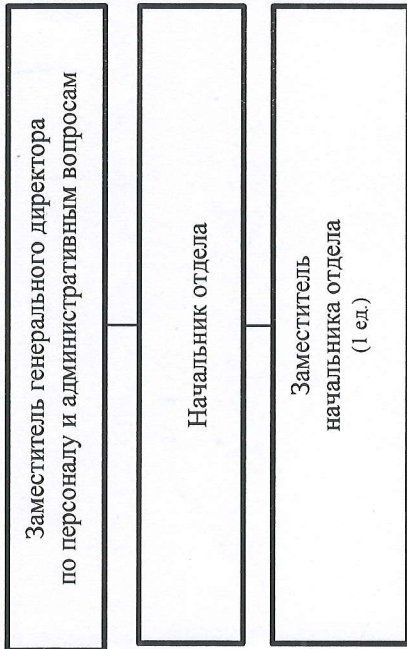 Заместитель генерального директора
по персоналу и административным вопросам
Начальник отдела
Заместитель
начальника отдела
(1 ед.)